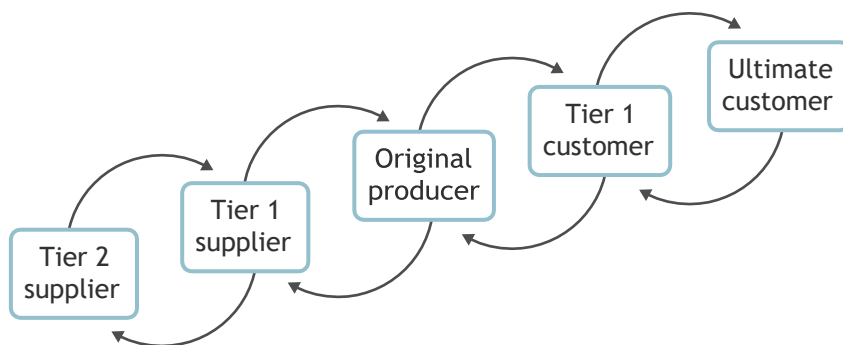 Tier 2
supplier
Tier 1
supplier
Original
producer
Tier 1
customer
Ultimate
customer